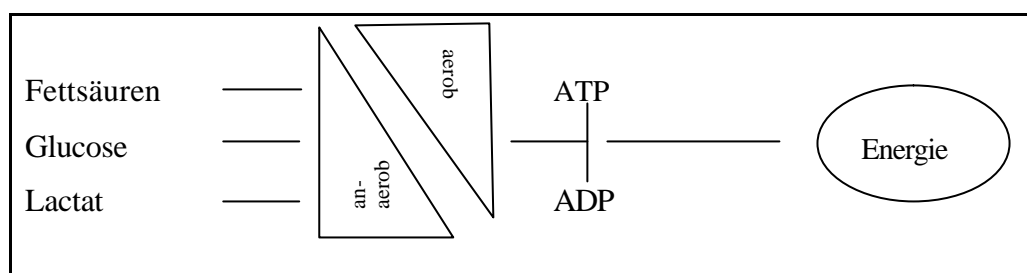 Fettsäuren
Glucose
Lactat
an-
aerob
aerob
ATP
ADP
Energie